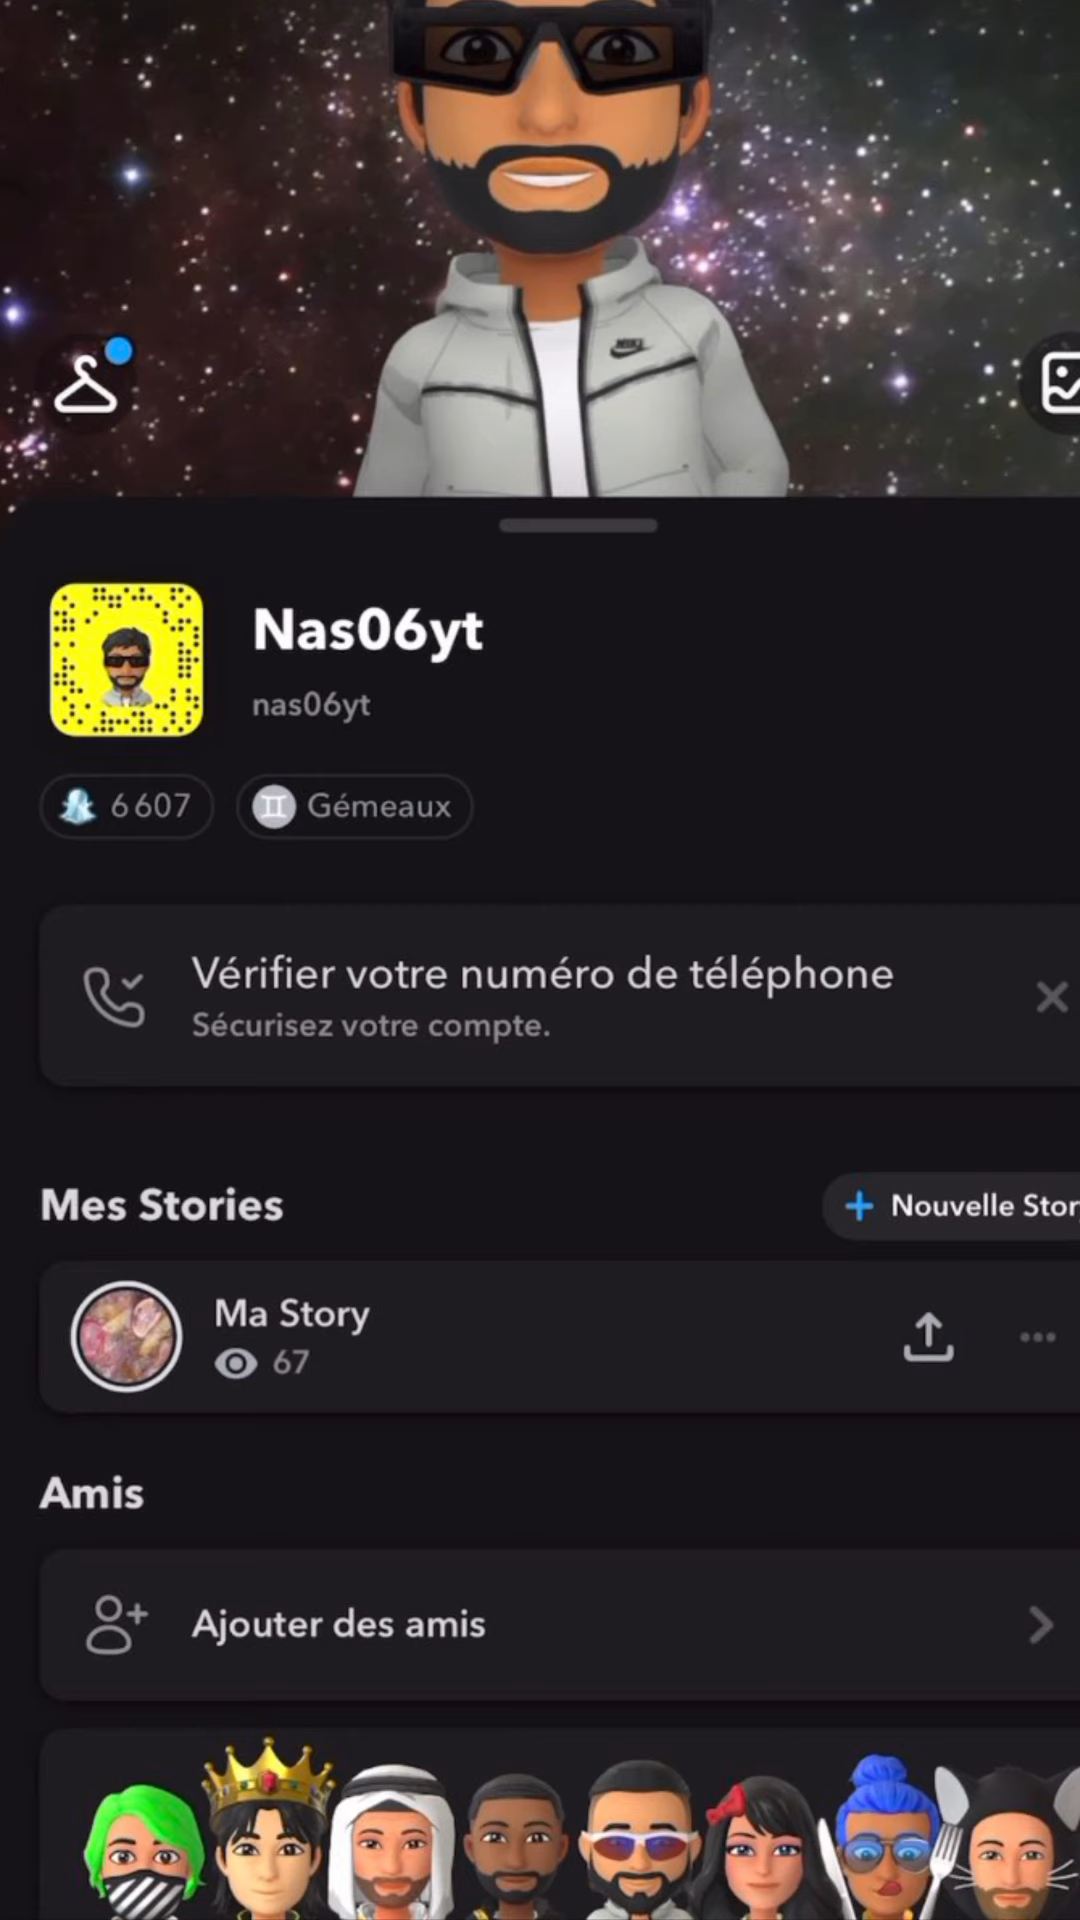 NIKE
Nas06yt
nas06yt
6 607
Gémeaux
Vérifier votre numéro de téléphone
Sécurisez votre compte.
Mes Stories
Nouvelle Stor
Ma Story
67
Amis
Ajouter des amis